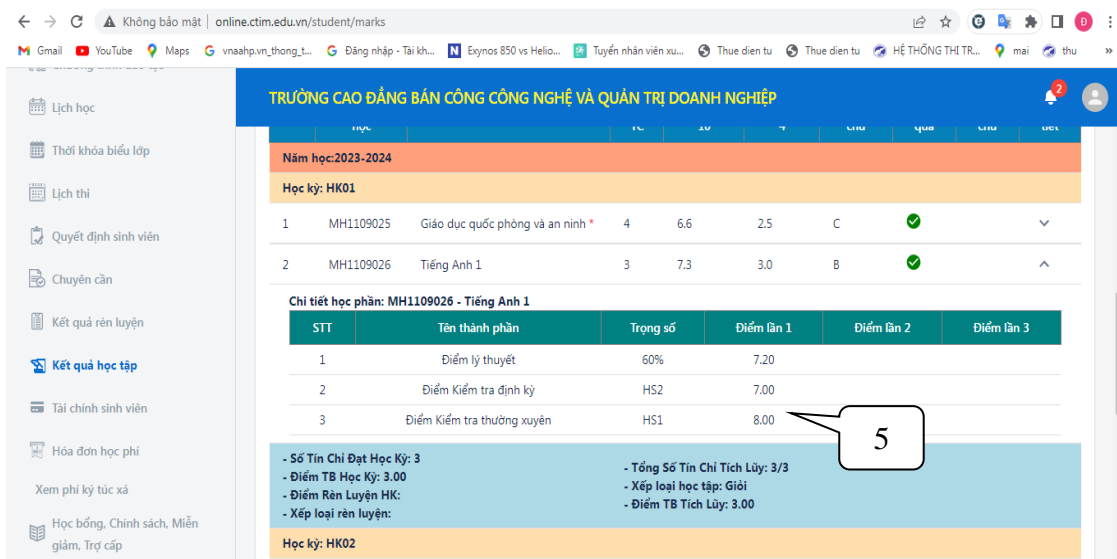 Không bảo mật | online.ctim.edu.vn/student/marks
Gmail YouTube Maps vnaahp.vn_thong_t... Đăng nhập - Tài kh... Exynos 850 vs Helio... Tuyển nhân viên xu... Thue dien tu Thue dien tu HỆ THỐNG THI TR... mai thu »
TRƯỜNG CAO ĐẲNG BÁN CÔNG CÔNG NGHỆ VÀ QUẢN TRỊ DOANH NGHIỆP 2
Lịch học
Thời khóa biểu lớp
Lịch thi
Quyết định sinh viên
Chuyên cần
Kết quả rèn luyện
Kết quả học tập
Tài chính sinh viên
Hóa đơn học phí
Xem phí ký túc xá
Học bổng, Chính sách, Miễn
giảm, Trợ cấp
học TC 10 4 chữ quả chú tiết
Năm học:2023-2024
Học kỳ: HK01
1 MH1109025 Giáo dục quốc phòng và an ninh * 4 6.6 2.5 C
2 MH1109026 Tiếng Anh 1 3 7.3 3.0 B
Chi tiết học phần: MH1109026 - Tiếng Anh 1
STT Tên thành phần Trọng số Điểm lần 1 Điểm lần 2 Điểm lần 3
1 Điểm lý thuyết 60% 7.20
2 Điểm Kiểm tra định kỳ HS2 7.00
3 Điểm Kiểm tra thường xuyên HS1 8.00
5
- Số Tín Chỉ Đạt Học Kỳ: 3
- Điểm TB Học Kỳ: 3.00
- Điểm Rèn Luyện HK:
- Xếp loại rèn luyện:
- Tổng Số Tín Chỉ Tích Lũy: 3/3
- Xếp loại học tập: Giỏi
- Điểm TB Tích Lũy: 3.00
Học kỳ: HK02